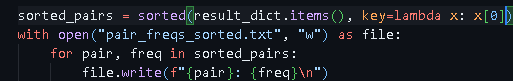 sorted_pairs = sorted(result_dict.items(), key=lambda x: x[0])
with open("pair_freqs_sorted.txt", "w") as file:
    for pair, freq in sorted_pairs:
        file.write(f"{pair}: {freq}\n")